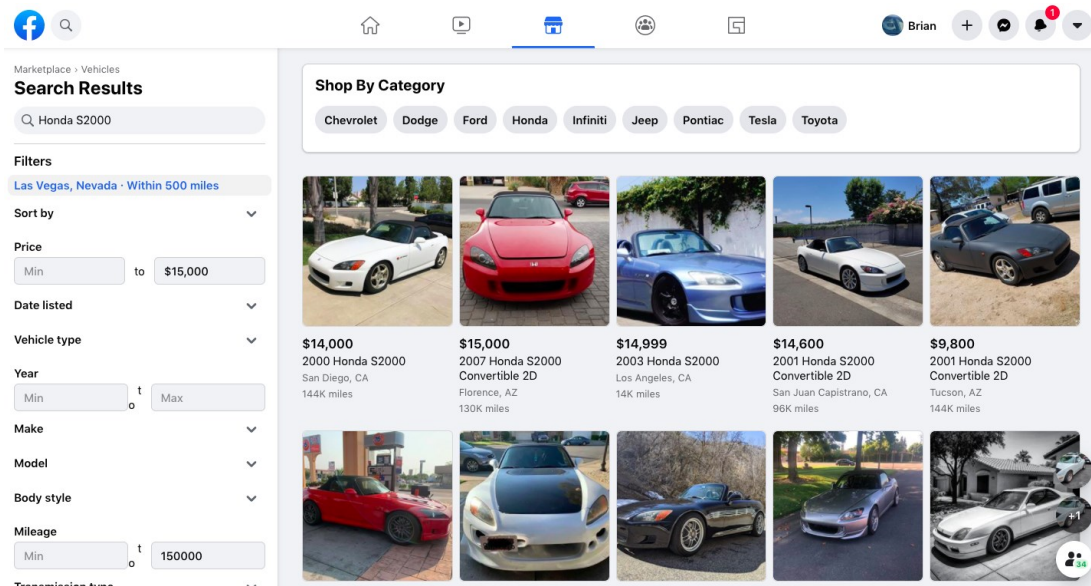 Brian
1
Marketplace › Vehicles
Search Results
Honda S2000
Filters
Las Vegas, Nevada · Within 500 miles
Sort by
Price
Min to $15,000
Date listed
Vehicle type
Year
Min to Max
Make
Model
Body style
Mileage
Min to 150000
Transmission type
Shop By Category
Chevrolet Dodge Ford Honda Infiniti Jeep Pontiac Tesla Toyota
$14,000
2000 Honda S2000
San Diego, CA
144K miles
$15,000
2007 Honda S2000
Convertible 2D
Florence, AZ
130K miles
$14,999
2003 Honda S2000
Los Angeles, CA
14K miles
$14,600
2001 Honda S2000
Convertible 2D
San Juan Capistrano, CA
96K miles
$9,800
2001 Honda S2000
Convertible 2D
Tucson, AZ
144K miles
+1
34